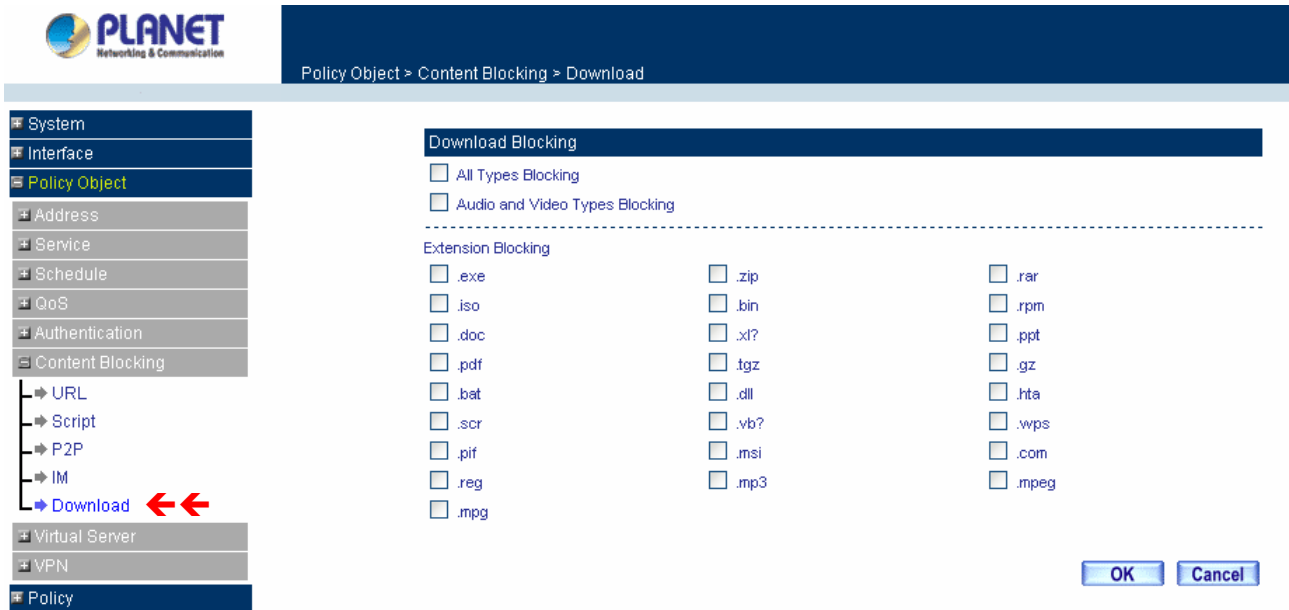 PLANET
Networking & Communication
Policy Object > Content Blocking > Download
System
Interface
Policy Object
Address
Service
Schedule
QoS
Authentication
Content Blocking
URL
Script
P2P
IM
Download
Virtual Server
VPN
Policy
Download Blocking
All Types Blocking
Audio and Video Types Blocking
Extension Blocking
.exe .zip .rar
.iso .bin .rpm
.doc .xl? .ppt
.pdf .tgz .gz
.bat .dll .hta
.scr .vb? .wps
.pif .msi .com
.reg .mp3 .mpeg
.mpg
OK Cancel